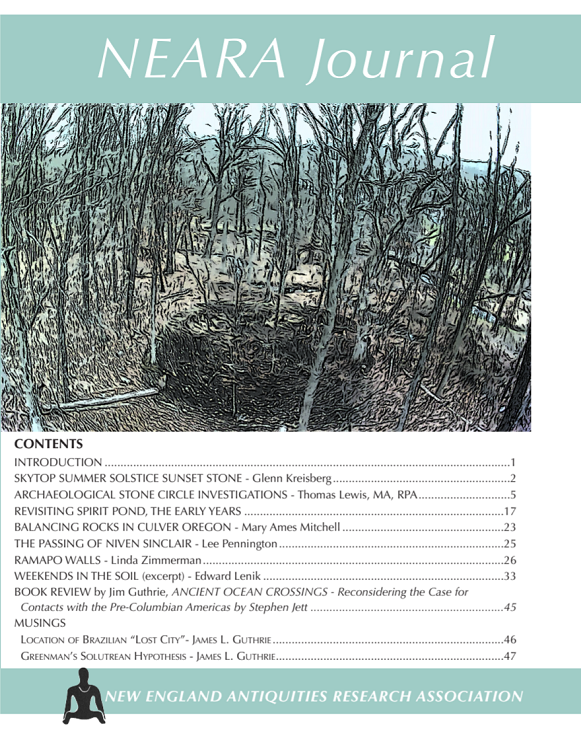 NEARA Journal
CONTENTS
INTRODUCTION ........................................................................1
SKYTOP SUMMER SOLSTICE SUNSET STONE - Glenn Kreisberg ........................................................................2
ARCHAEOLOGICAL STONE CIRCLE INVESTIGATIONS - Thomas Lewis, MA, RPA..............................5
REVISITING SPIRIT POND, THE EARLY YEARS ........................................................................17
BALANCING ROCKS IN CULVER OREGON - Mary Ames Mitchell ........................................................23
THE PASSING OF NIVEN SINCLAIR - Lee Pennington........................................................................25
RAMAPO WALLS - Linda Zimmerman........................................................................26
WEEKENDS IN THE SOIL (excerpt) - Edward Lenik ........................................................................33
BOOK REVIEW by Jim Guthrie, ANCIENT OCEAN CROSSINGS - Reconsidering the Case for
Contacts with the Pre-Columbian Americas by Stephen Jett ............................................................45
MUSINGS
LOCATION OF BRAZILIAN "LOST CITY"- JAMES L. GUTHRIE........................................................................46
GREENMAN'S SOLUTREAN HYPOTHESIS - JAMES L. GUTHRIE........................................................................47
NEW ENGLAND ANTIQUITIES RESEARCH ASSOCIATION